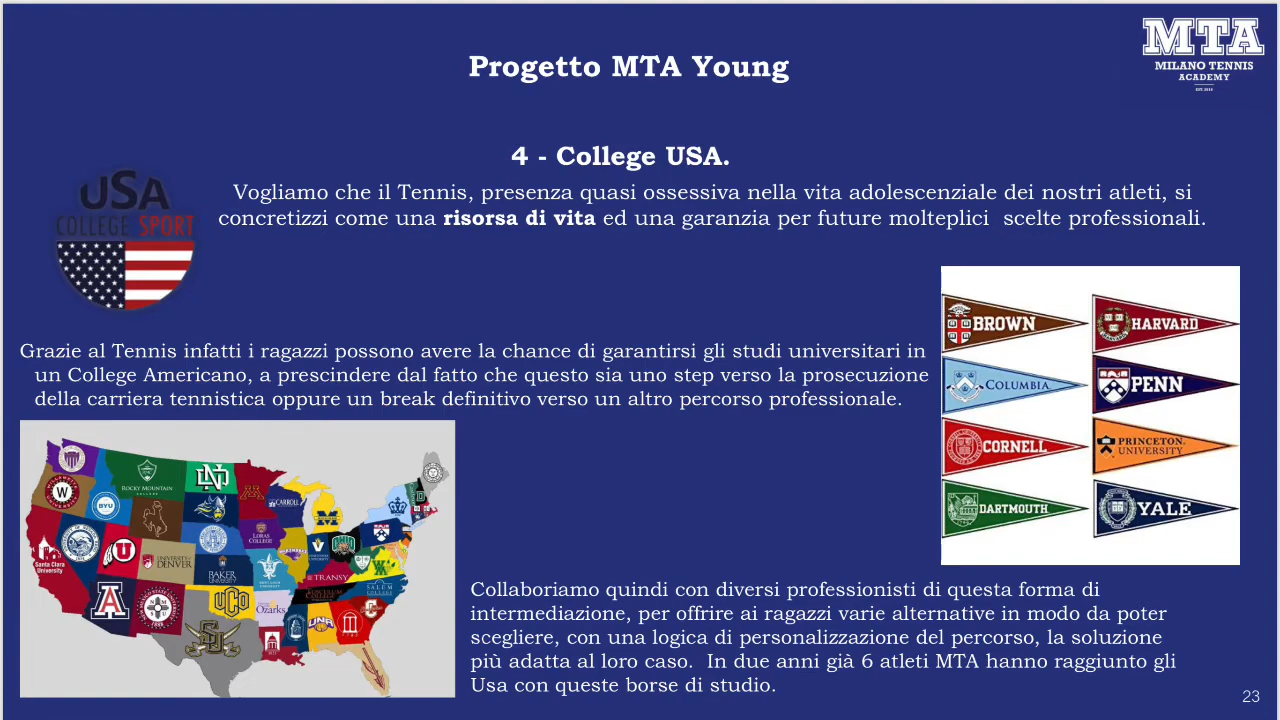 MTA
MILANO TENNIS
ACADEMY
Progetto MTA Young
4 - College USA.
USA
COLLEGE SPORT
Vogliamo che il Tennis, presenza quasi ossessiva nella vita adolescenziale dei nostri atleti, si
concretizzi come una risorsa di vita ed una garanzia per future molteplici scelte professionali.
Grazie al Tennis infatti i ragazzi possono avere la chance di garantirsi gli studi universitari in
un College Americano, a prescindere dal fatto che questo sia uno step verso la prosecuzione
della carriera tennistica oppure un break definitivo verso un altro percorso professionale.
BROWN
HARVARD
COLUMBIA
PENN
CORNELL
PRINCETON
UNIVERSITY
DARTMOUTH
YALE
ROCKY MOUNTAIN
COLLEGE
W
BYU
CARROLL
M
LORAS
COLLEGE
Santa Clara
University
U
UNIVERSITY OF
DENVER
BAKER
UNIVERSITY
TRANSY
OHIO
SALEM
COLLEGE
A
UCO
Ozarks
UNA
SU
Collaboriamo quindi con diversi professionisti di questa forma di
intermediazione, per offrire ai ragazzi varie alternative in modo da poter
scegliere, con una logica di personalizzazione del percorso, la soluzione
più adatta al loro caso. In due anni già 6 atleti MTA hanno raggiunto gli
Usa con queste borse di studio.
23